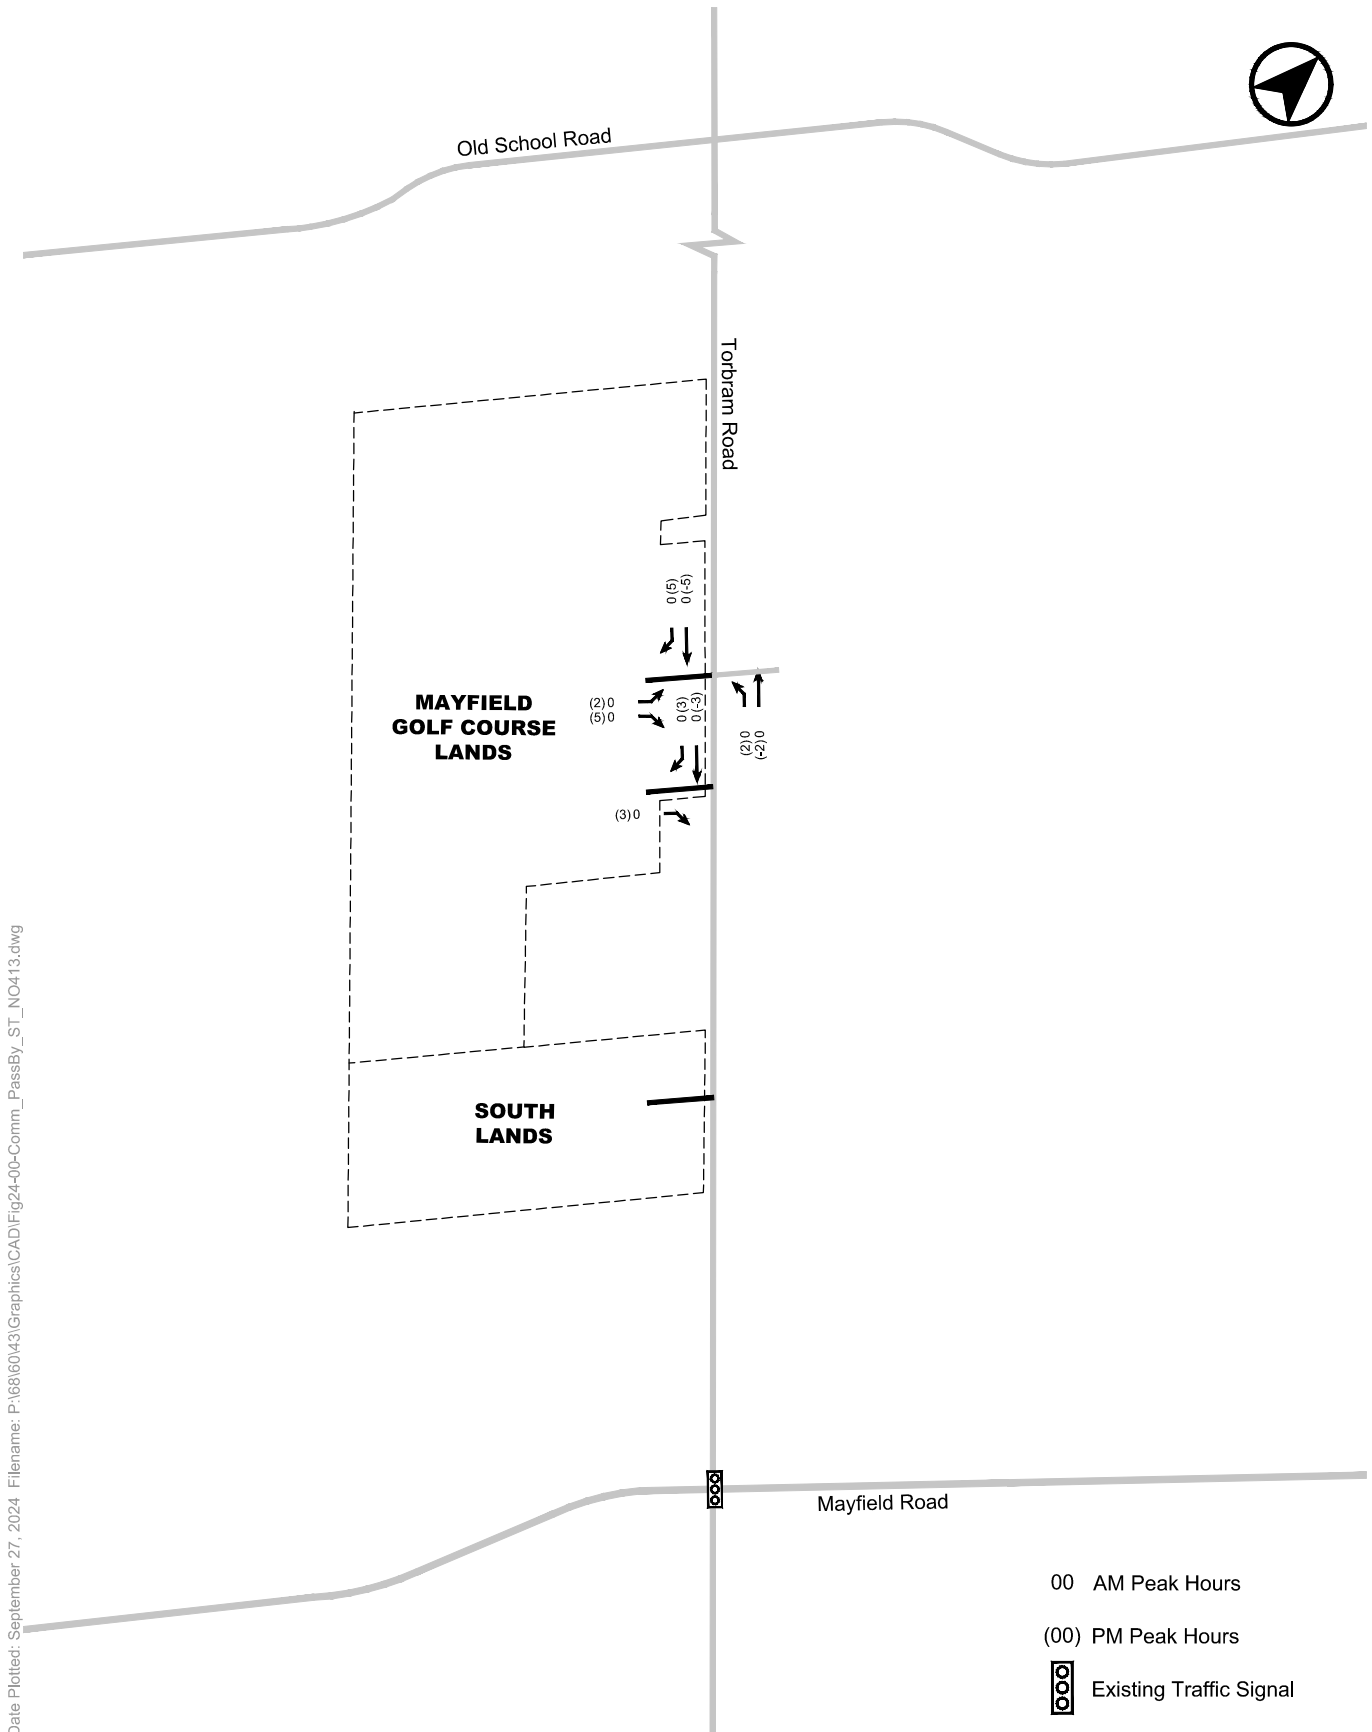 Old School Road
Torbram Road
0 (5)
0 (-5)
MAYFIELD
GOLF COURSE
LANDS
(2) 0
(5) 0
0 (3)
0 (-3)
(2) 0
(-2) 0
(3) 0
SOUTH
LANDS
Mayfield Road
00 AM Peak Hours
(00) PM Peak Hours
Existing Traffic Signal
Date Plotted: September 27, 2024 Filename: P:\68\60\43\Graphics\CAD\Fig24-00-Comm_PassBy_ST_NO413.dwg